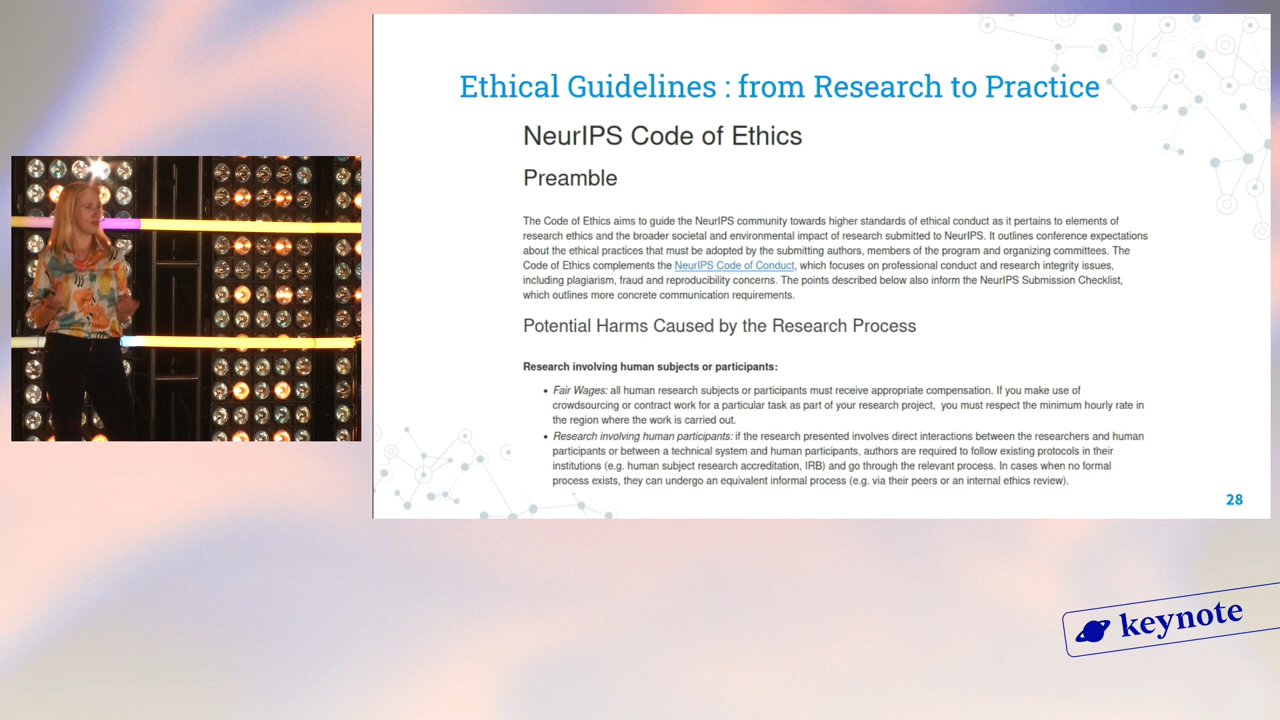 Ethical Guidelines : from Research to Practice
NeurIPS Code of Ethics
Preamble
The Code of Ethics aims to guide the NeurIPS community towards higher standards of ethical conduct as it pertains to elements of
research ethics and the broader societal and environmental impact of research submitted to NeurIPS. It outlines conference expectations
about the ethical practices that must be adopted by the submitting authors, members of the program and organizing committees. The
Code of Ethics complements the NeurIPS Code of Conduct, which focuses on professional conduct and research integrity issues,
including plagiarism, fraud and reproducibility concerns. The points described below also inform the NeurIPS Submission Checklist,
which outlines more concrete communication requirements.
Potential Harms Caused by the Research Process
Research involving human subjects or participants:
• Fair Wages: all human research subjects or participants must receive appropriate compensation. If you make use of
crowdsourcing or contract work for a particular task as part of your research project, you must respect the minimum hourly rate in
the region where the work is carried out.
• Research involving human participants: if the research presented involves direct interactions between the researchers and human
participants or between a technical system and human participants, authors are required to follow existing protocols in their
institutions (e.g. human subject research accreditation, IRB) and go through the relevant process. In cases when no formal
process exists, they can undergo an equivalent informal process (e.g. via their peers or an internal ethics review).
28
keynote